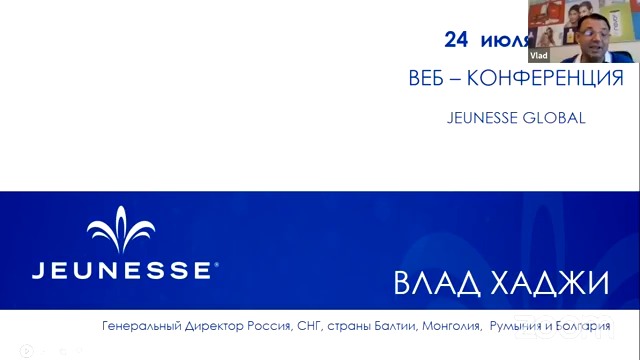 24 июля
Vlad
ВЕБ – КОНФЕРЕНЦИЯ
JEUNESSE GLOBAL
JEUNESSE®
ВЛАД ХАДЖИ
Генеральный Директор Россия, СНГ, страны Балтии, Монголия, Румыния и Болгария
zoom